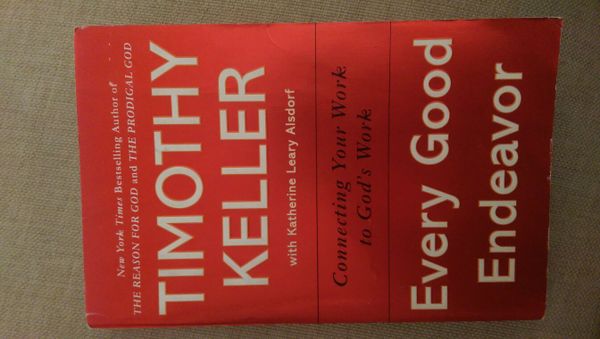 New York Times Bestselling Author of
THE REASON FOR GOD and THE PRODIGAL GOD
TIMOTHY
KELLER
with Katherine Leary Alsdorf
Connecting Your Work
to God's Work
Every Good
Endeavor